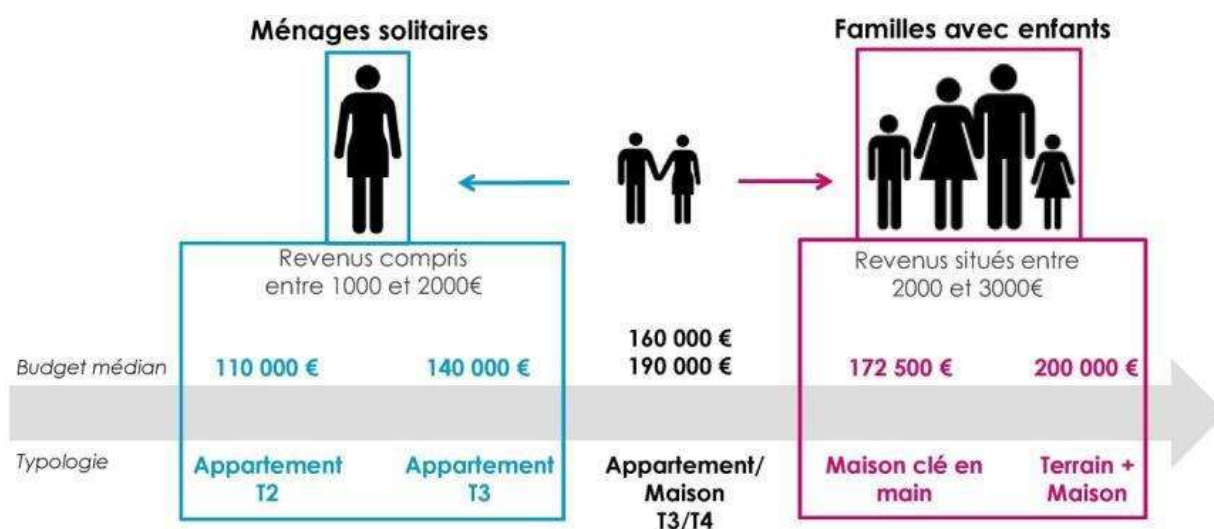 Ménages solitaires
Familles avec enfants
Revenus compris
entre 1000 et 2000€
Revenus situés entre
2000 et 3000€
Budget médian
110 000 €
140 000 €
160 000 €
190 000 €
172 500 €
200 000 €
Typologie
Appartement
T2
Appartement
T3
Appartement/
Maison
T3/T4
Maison clé en
main
Terrain +
Maison